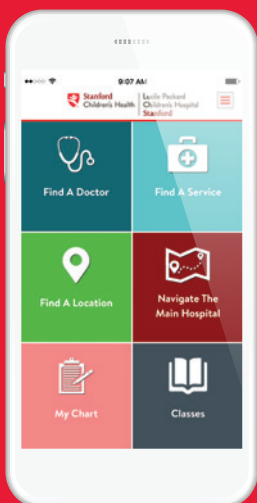 9:07 AM
Stanford
Children's Health
Lucile Packard
Children's Hospital
Stanford
Find A Doctor
Find A Service
Find A Location
Navigate The
Main Hospital
My Chart
Classes